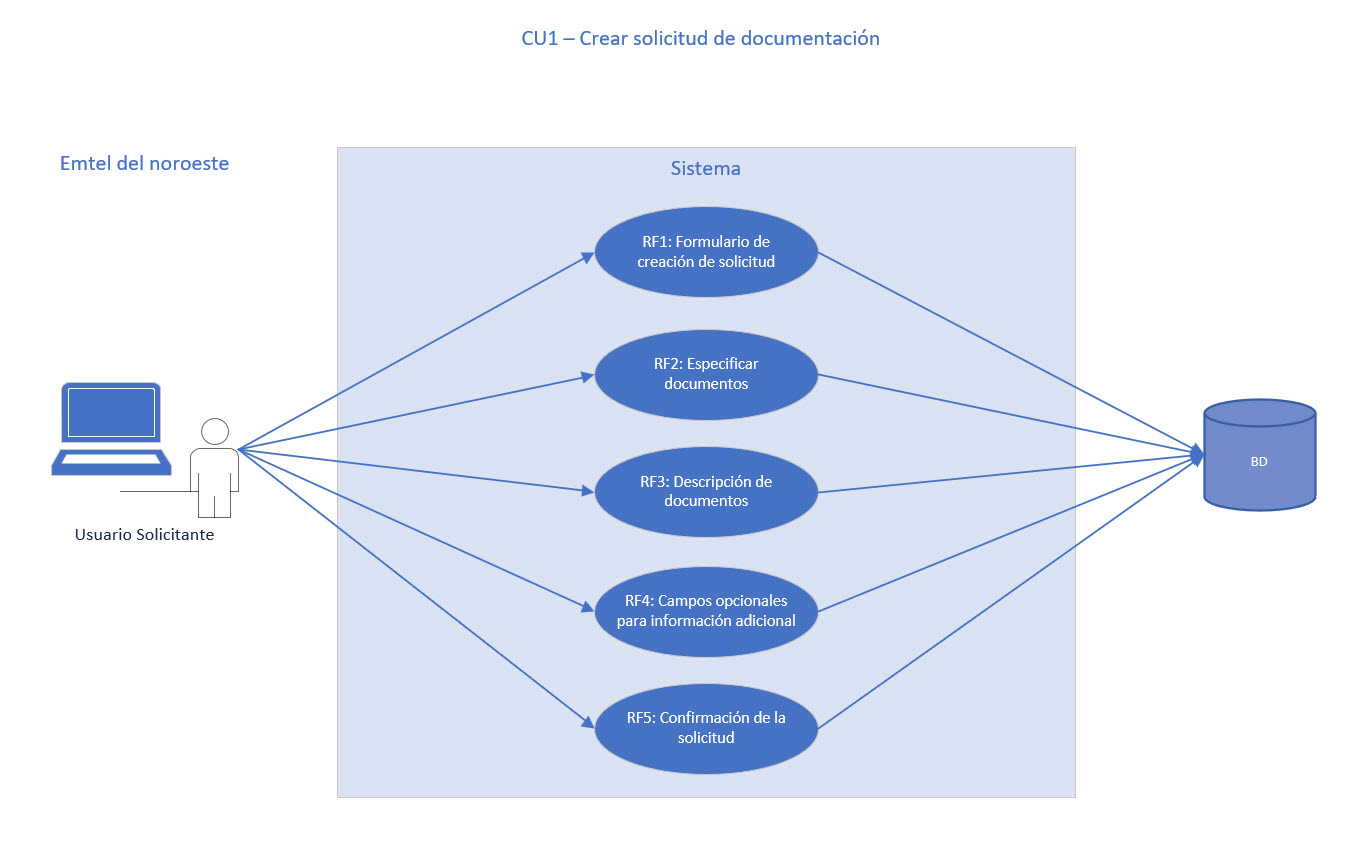 CU1 – Crear solicitud de documentación
Emtel del noroeste
Sistema
RF1: Formulario de
creación de solicitud
RF2: Especificar
documentos
RF3: Descripción de
documentos
RF4: Campos opcionales
para información adicional
RF5: Confirmación de la
solicitud
Usuario Solicitante
BD